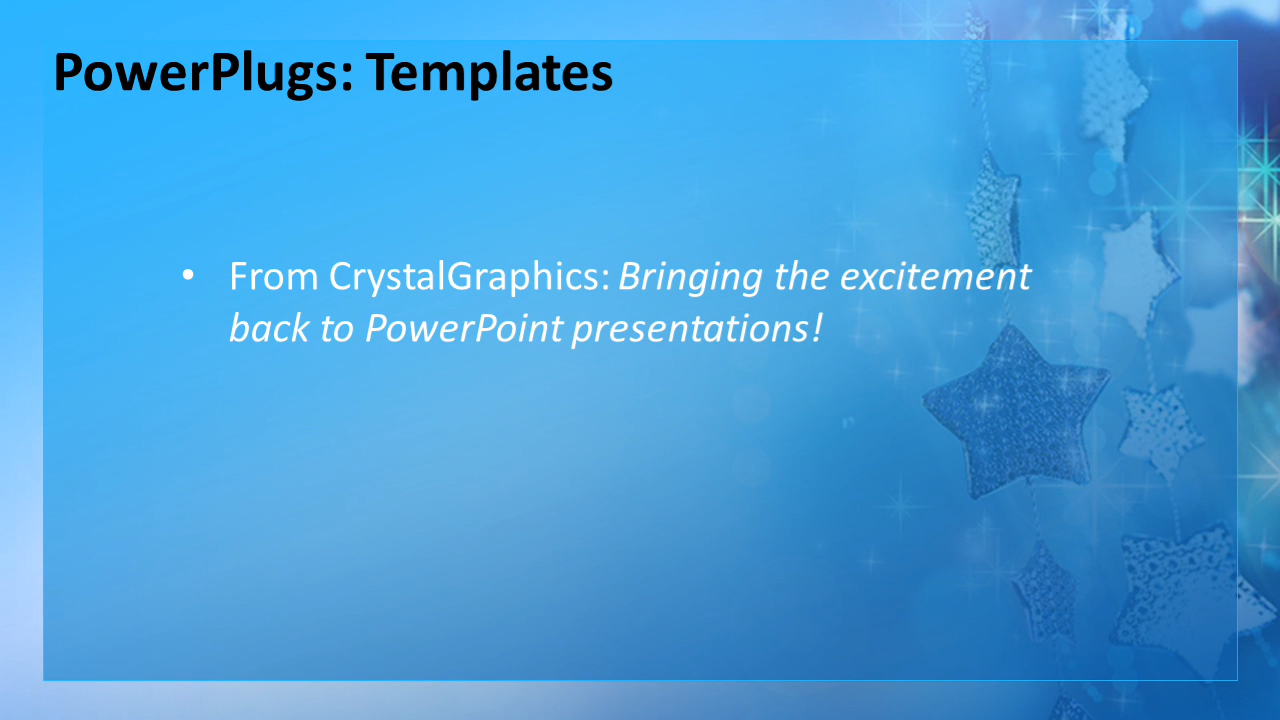 PowerPlugs: Templates
• From CrystalGraphics: Bringing the excitement
back to PowerPoint presentations!